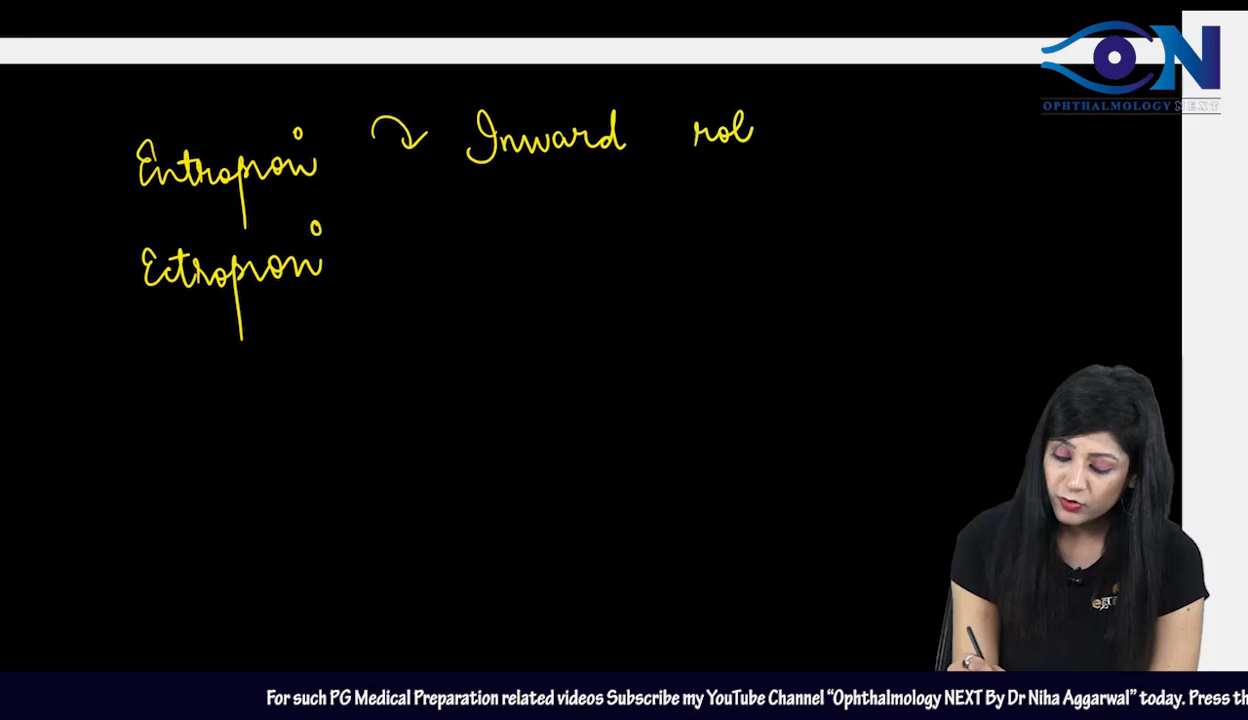 ON
OPHTHALMOLOGY NEXT
Entropion → Inward rol
Ectropion
For such PG Medical Preparation related videos Subscribe my YouTube Channel “Ophthalmology NEXT By Dr Niha Aggarwal” today. Press th